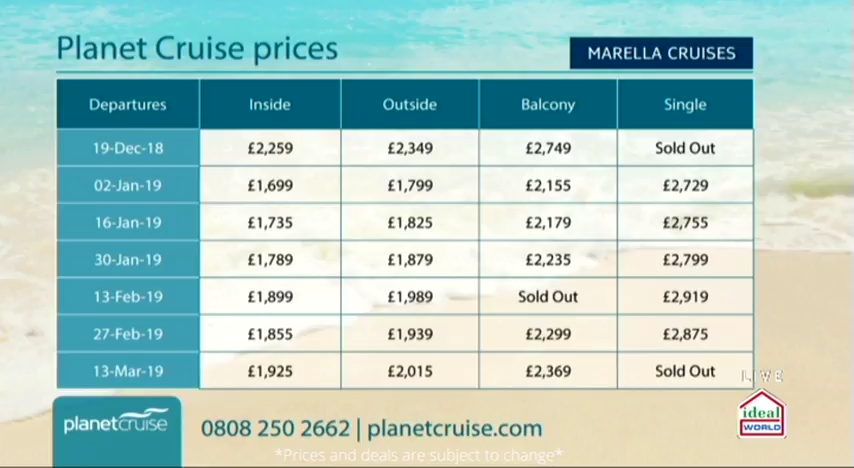 Planet Cruise prices
MARELLA CRUISES
Departures Inside Outside Balcony Single
19-Dec-18 £2,259 £2,349 £2,749 Sold Out
02-Jan-19 £1,699 £1,799 £2,155 £2,729
16-Jan-19 £1,735 £1,825 £2,179 £2,755
30-Jan-19 £1,789 £1,879 £2,235 £2,799
13-Feb-19 £1,899 £1,989 Sold Out £2,919
27-Feb-19 £1,855 £1,939 £2,299 £2,875
13-Mar-19 £1,925 £2,015 £2,369 Sold Out
LIVE
ideal
WORLD
planetcruise
0808 250 2662 | planetcruise.com
*Prices and deals are subject to change*